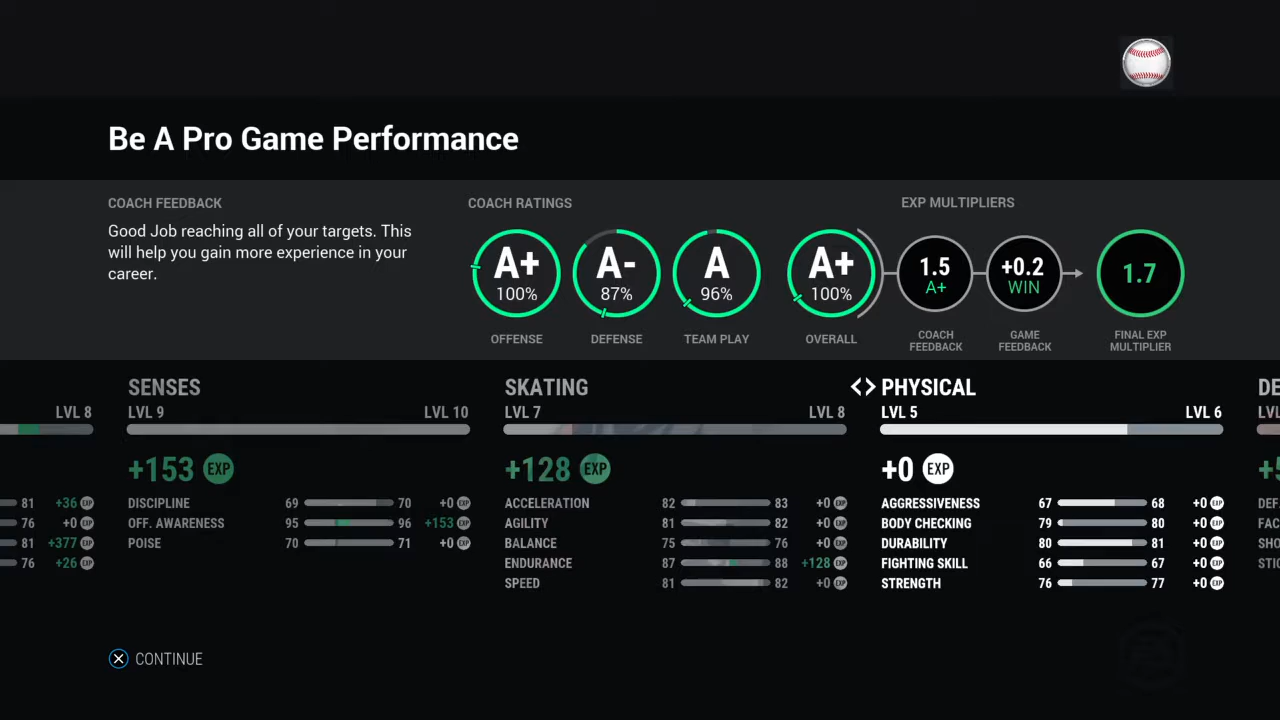 Be A Pro Game Performance
COACH FEEDBACK
Good Job reaching all of your targets. This
will help you gain more experience in your
career.
COACH RATINGS
A+
100%
OFFENSE
A-
87%
DEFENSE
A
96%
TEAM PLAY
A+
100%
OVERALL
EXP MULTIPLIERS
1.5
A+
COACH
FEEDBACK
+0.2
WIN
GAME
FEEDBACK
1.7
FINAL EXP
MULTIPLIER
LVL 8
81 +36 EXP
76 +0 EXP
81 +377 EXP
76 +26 EXP
SENSES
LVL 9 LVL 10
+153 EXP
DISCIPLINE 69 70 +0 EXP
OFF. AWARENESS 95 96 +153 EXP
POISE 70 71 +0 EXP
SKATING
LVL 7 LVL 8
+128 EXP
ACCELERATION 82 83 +0 EXP
AGILITY 81 82 +0 EXP
BALANCE 75 76 +0 EXP
ENDURANCE 87 88 +128 EXP
SPEED 81 82 +0 EXP
<> PHYSICAL
LVL 5 LVL 6
+0 EXP
AGGRESSIVENESS 67 68 +0 EXP
BODY CHECKING 79 80 +0 EXP
DURABILITY 80 81 +0 EXP
FIGHTING SKILL 66 67 +0 EXP
STRENGTH 76 77 +0 EXP
DE
LVL
+5
DEF.
FAC
SHO
STIC
CONTINUE